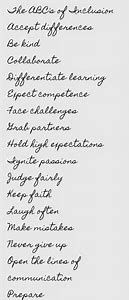 The ABC's of Inclusion
Accept differences
Be kind
Collaborate
Differentiate learning
Expect competence
Face challenges
Grab partners
Hold high expectations
Ignite passions
Judge fairly
Keep faith
Laugh often
Make mistakes
Never give up
Open the lines of
communication
Prepare